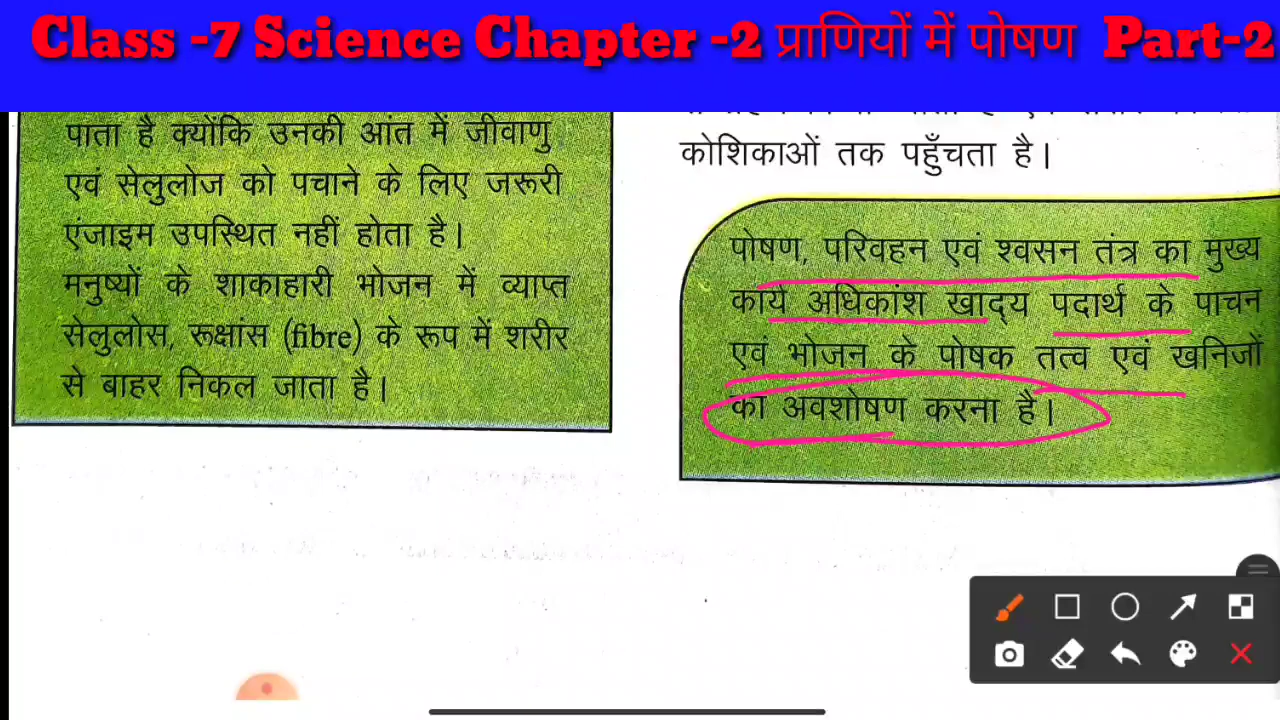 Class -7 Science Chapter -2 प्राणियों में पोषण Part-2
पाता है क्योंकि उनकी आंत में जीवाणु
एवं सेलुलोज को पचाने के लिए जरूरी
एंजाइम उपस्थित नहीं होता है।
मनुष्यों के शाकाहारी भोजन में व्याप्त
सेलुलोस, रूक्षांस (fibre) के रूप में शरीर
से बाहर निकल जाता है।
कोशिकाओं तक पहुँचता है।
पोषण, परिवहन एवं श्वसन तंत्र का मुख्य
कार्य अधिकांश खाद्य पदार्थ के पाचन
एवं भोजन के पोषक तत्व एवं खनिजों
का अवशोषण करना है।